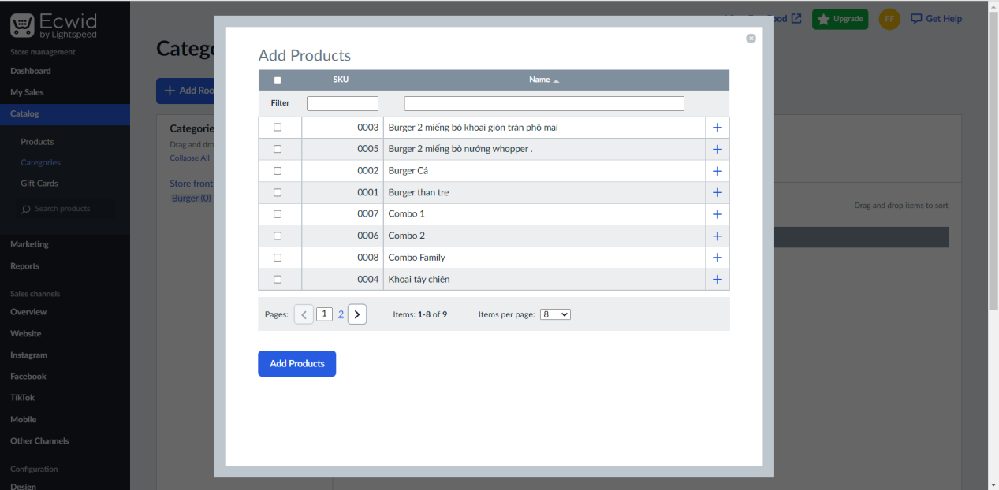 Ecwid
by Lightspeed
Store management
Dashboard
My Sales
Catalog
Products
Categories
Gift Cards
Search products
Marketing
Reports
Sales channels
Overview
Website
Instagram
Facebook
TikTok
Mobile
Other Channels
Configuration
Design
Catego
Add Roo
Categorie
Drag and dro
Collapse All
Store front
Burger (0)
ood
Upgrade
FF
Get Help
Drag and drop items to sort
Add Products
SKU Name
Filter
0003 Burger 2 miếng bò khoai giòn tràn phô mai
0005 Burger 2 miếng bò nướng whopper .
0002 Burger Cá
0001 Burger than tre
0007 Combo 1
0006 Combo 2
0008 Combo Family
0004 Khoai tây chiên
Pages: 1 2 Items: 1-8 of 9 Items per page: 8
Add Products